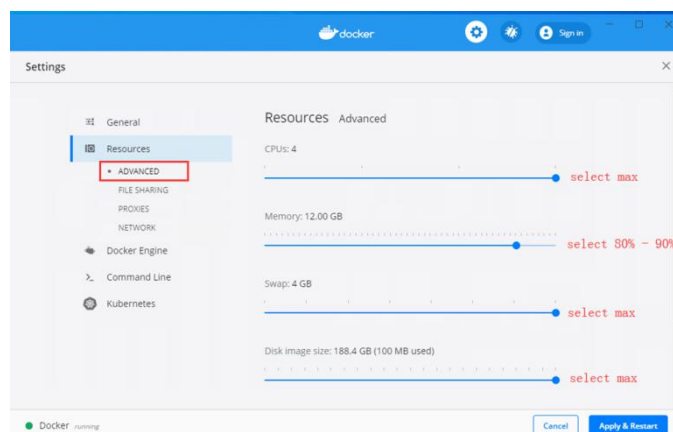 docker
Sign in
Settings
General
Resources
ADVANCED
FILE SHARING
PROXIES
NETWORK
Docker Engine
Command Line
Kubernetes
Resources Advanced
CPUs: 4
select max
Memory: 12.00 GB
select 80% - 90%
Swap: 4 GB
select max
Disk image size: 188.4 GB (100 MB used)
select max
Docker running
Cancel
Apply & Restart